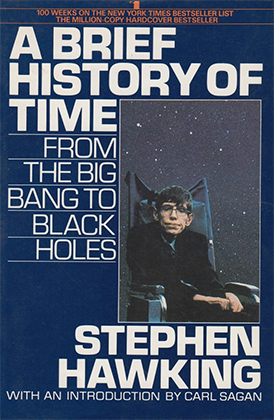 #1
100 WEEKS ON THE NEW YORK TIMES BESTSELLER LIST
THE MILLION-COPY HARDCOVER BESTSELLER
A BRIEF
HISTORY OF
TIME
FROM
THE BIG
BANG TO
BLACK
HOLES
STEPHEN
HAWKING
WITH AN INTRODUCTION BY CARL SAGAN